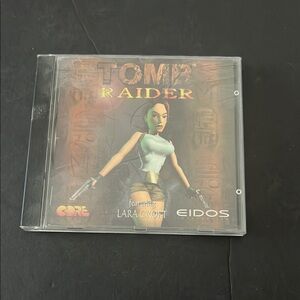 TOMB
RAIDER
featuring
LARA CROFT
CORE
EIDOS